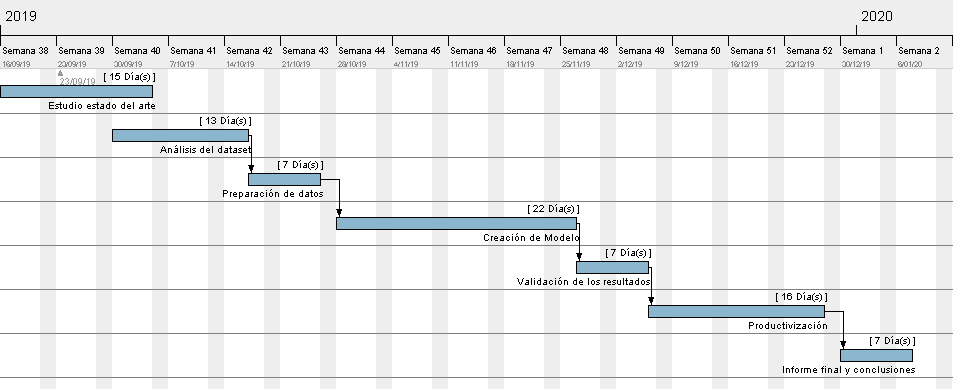 2019 2020
Semana 38 Semana 39 Semana 40 Semana 41 Semana 42 Semana 43 Semana 44 Semana 45 Semana 46 Semana 47 Semana 48 Semana 49 Semana 50 Semana 51 Semana 52 Semana 1 Semana 2
16/09/19 23/09/19 30/09/19 7/10/19 14/10/19 21/10/19 28/10/19 4/11/19 11/11/19 18/11/19 25/11/19 2/12/19 9/12/19 16/12/19 23/12/19 30/12/19 6/01/20
23/09/19 [ 15 Día(s) ]
Estudio estado del arte
[ 13 Día(s) ]
Análisis del dataset
[ 7 Día(s) ]
Preparación de datos
[ 22 Día(s) ]
Creación de Modelo
[ 7 Día(s) ]
Validación de los resultados
[ 16 Día(s) ]
Productivización
[ 7 Día(s) ]
Informe final y conclusiones